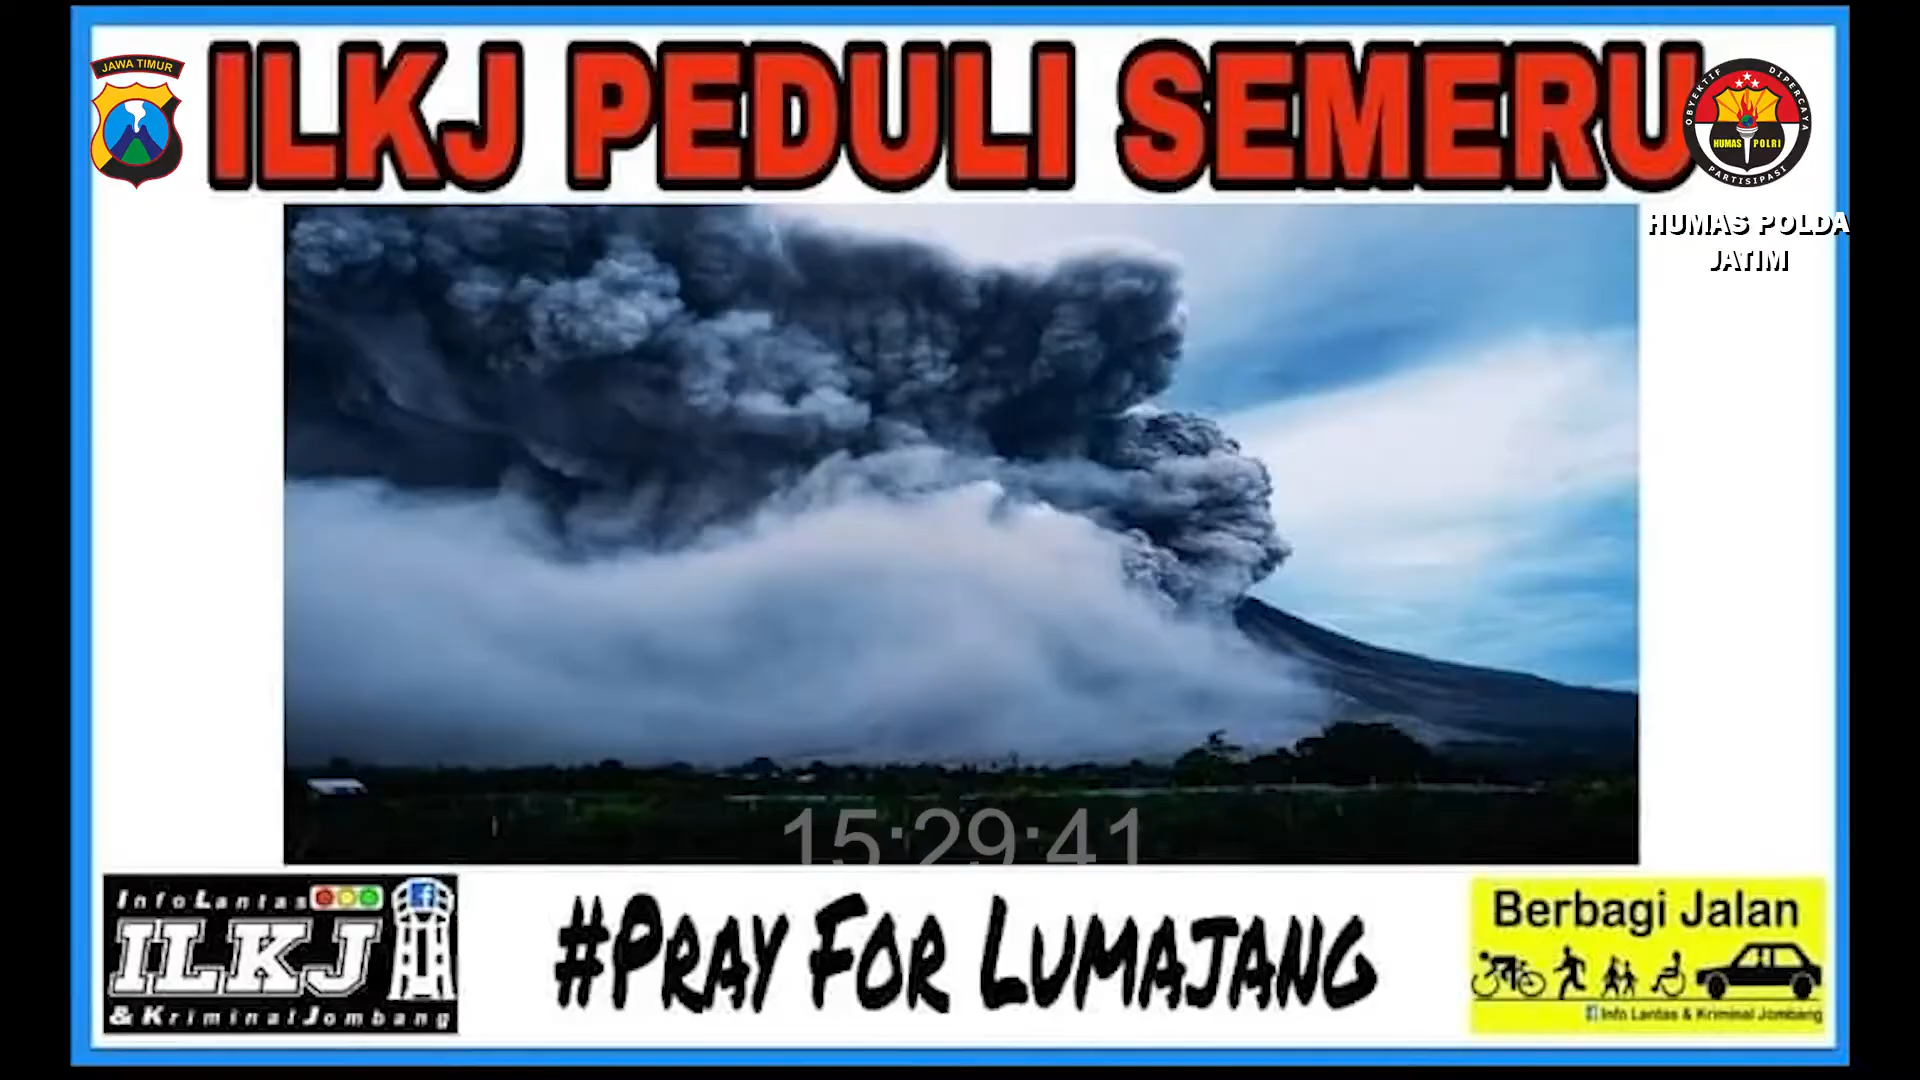 JAWA TIMUR
ILKJ PEDULI SEMERU
OBYEKTIF DIPERCAYA
HUMAS POLRI
PARTISIPASI
HUMAS POLDA
JATIM
15:29:41
InfoLantas
ILKJ
& KriminalJombang
#PRAY FOR LUMAJANG
Berbagi Jalan
Info Lantas & Kriminal Jombang